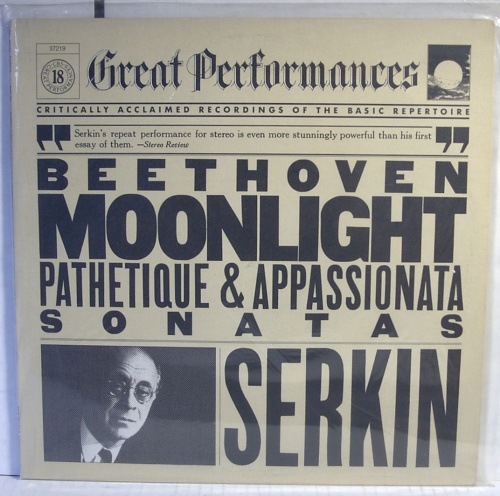 37219
18
Great Performances
CRITICALLY ACCLAIMED RECORDINGS OF THE BASIC REPERTOIRE
"Serkin's repeat performance for stereo is even more stunningly powerful than his first
essay of them. —Stereo Review"
BEETHOVEN
MOONLIGHT
PATHETIQUE & APPASSIONATA
SONATAS
SERKIN